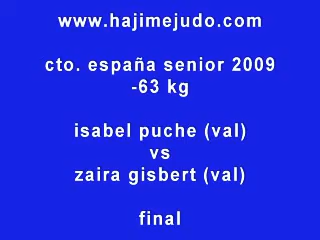 www.hajimejudo.com
cto. españa senior 2009
-63 kg
isabel puche (val)
vs
zaira gisbert (val)
final